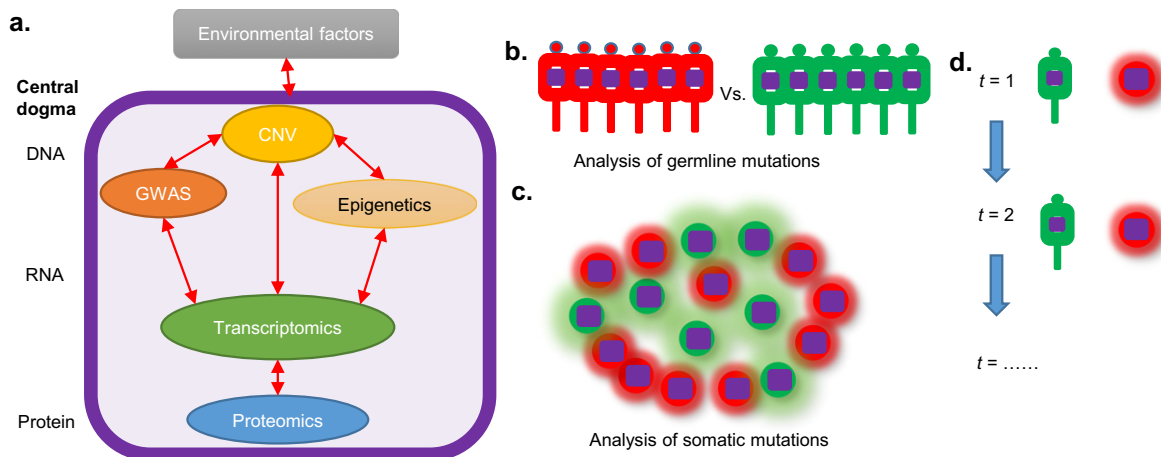 a.
Environmental factors
Central
dogma
DNA
CNV
GWAS
Epigenetics
RNA
Transcriptomics
Protein
Proteomics
b.
Vs.
Analysis of germline mutations
c.
Analysis of somatic mutations
d.
t = 1
t = 2
t = ……